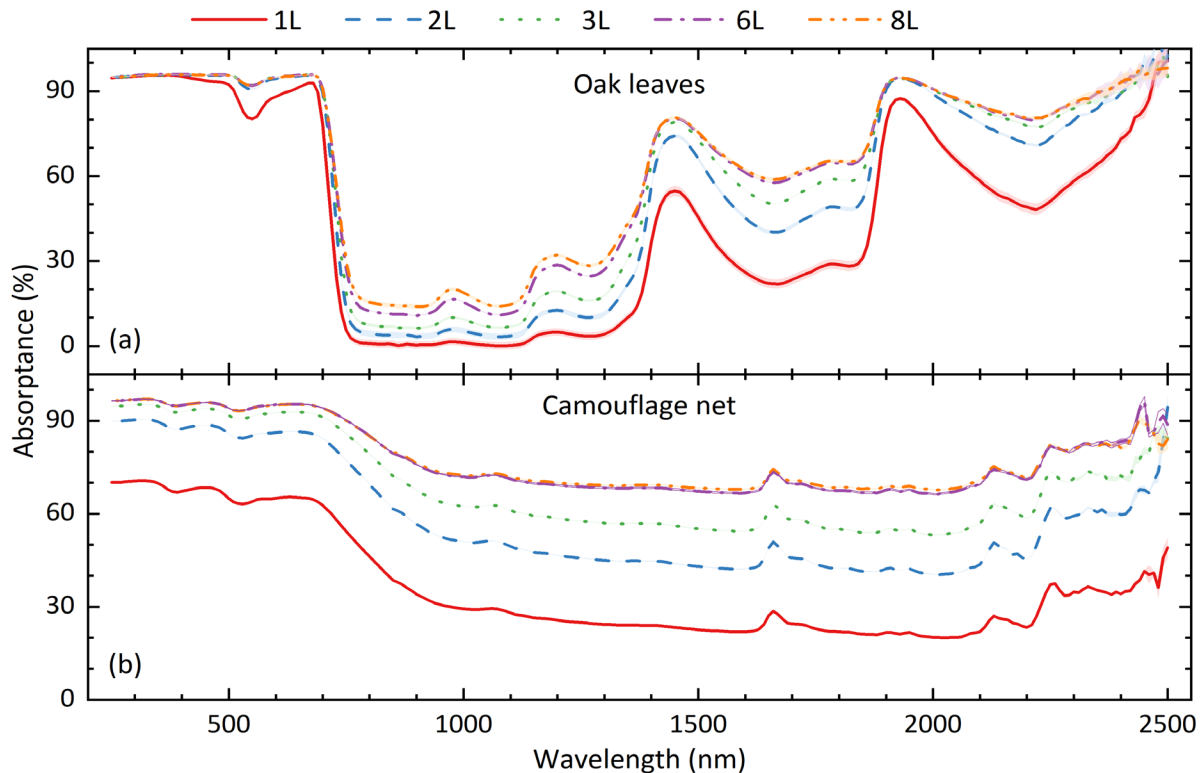 1L 2L 3L 6L 8L
Oak leaves
90
60
30
0
(a)
Absorptance (%)
Camouflage net
90
60
30
0
(b)
500 1000 1500 2000 2500
Wavelength (nm)